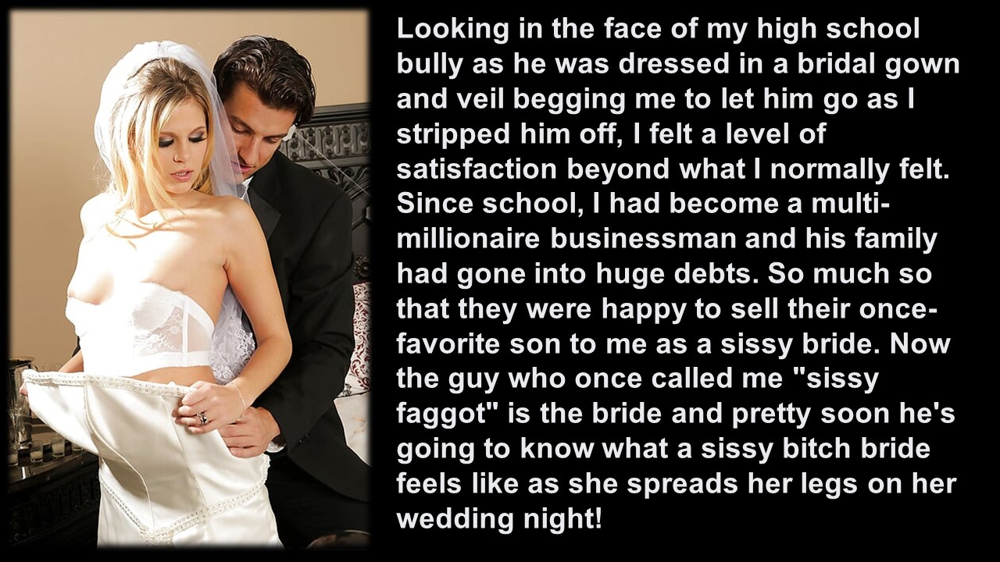 Looking in the face of my high school
bully as he was dressed in a bridal gown
and veil begging me to let him go as I
stripped him off, I felt a level of
satisfaction beyond what I normally felt.
Since school, I had become a multi-
millionaire businessman and his family
had gone into huge debts. So much so
that they were happy to sell their once-
favorite son to me as a sissy bride. Now
the guy who once called me "sissy
faggot" is the bride and pretty soon he's
going to know what a sissy bitch bride
feels like as she spreads her legs on her
wedding night!